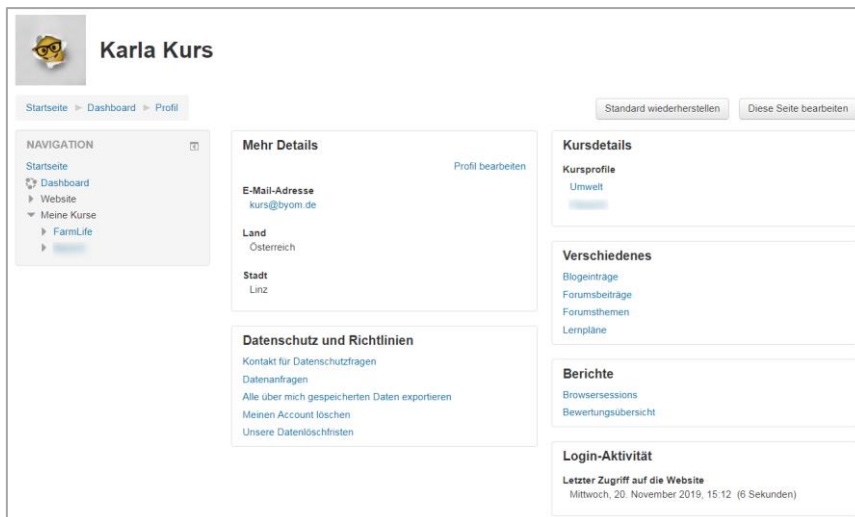 Karla Kurs
Startseite ▶ Dashboard ▶ Profil
Standard wiederherstellen
Diese Seite bearbeiten
NAVIGATION
Startseite
Dashboard
Website
Meine Kurse
FarmLife
Mehr Details
Profil bearbeiten
E-Mail-Adresse
kurs@byom.de
Land
Österreich
Stadt
Linz
Datenschutz und Richtlinien
Kontakt für Datenschutzfragen
Datenanfragen
Alle über mich gespeicherten Daten exportieren
Meinen Account löschen
Unsere Datenlöschfristen
Kursdetails
Kursprofile
Umwelt
Verschiedenes
Blogeinträge
Forumsbeiträge
Forumsthemen
Lernpläne
Berichte
Browsersessions
Bewertungsübersicht
Login-Aktivität
Letzter Zugriff auf die Website
Mittwoch, 20. November 2019, 15:12 (6 Sekunden)